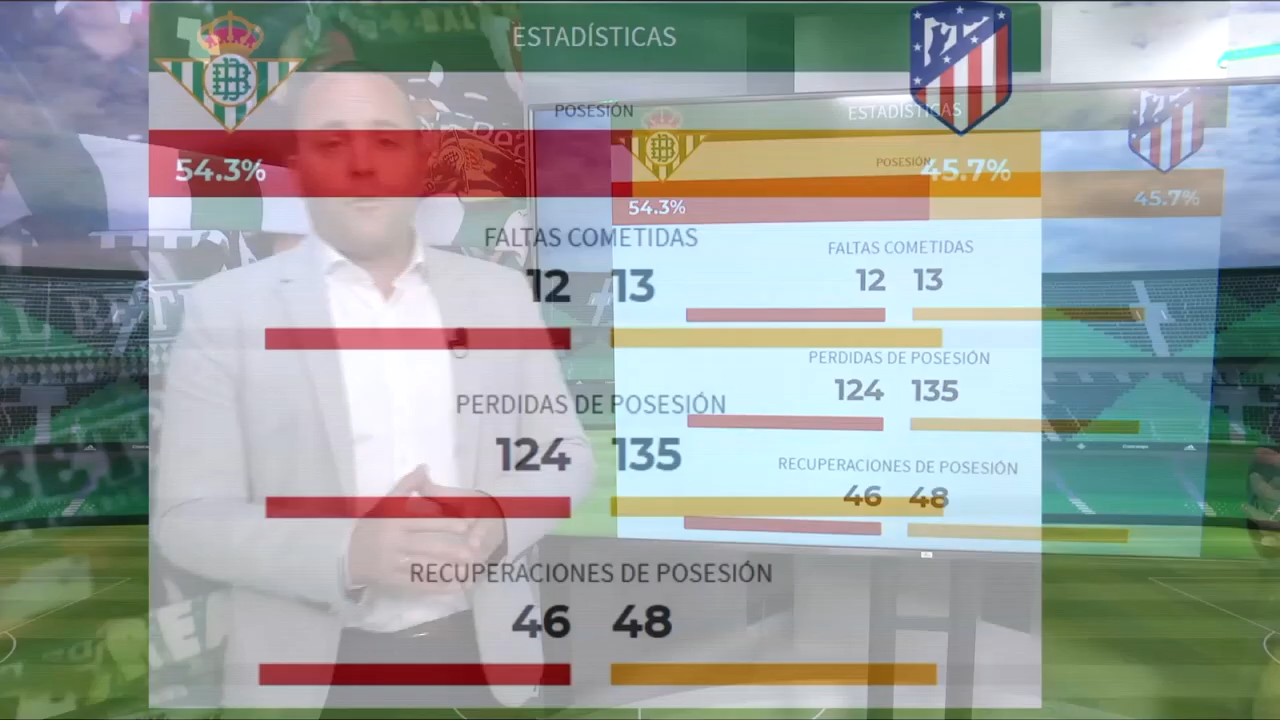 ESTADÍSTICAS
POSESIÓN
54.3% 45.7%
FALTAS COMETIDAS
12 13
PERDIDAS DE POSESIÓN
124 135
RECUPERACIONES DE POSESIÓN
46 48
ESTADÍSTICAS
POSESIÓN
54.3% 45.7%
FALTAS COMETIDAS
12 13
PERDIDAS DE POSESIÓN
124 135
RECUPERACIONES DE POSESIÓN
46 48